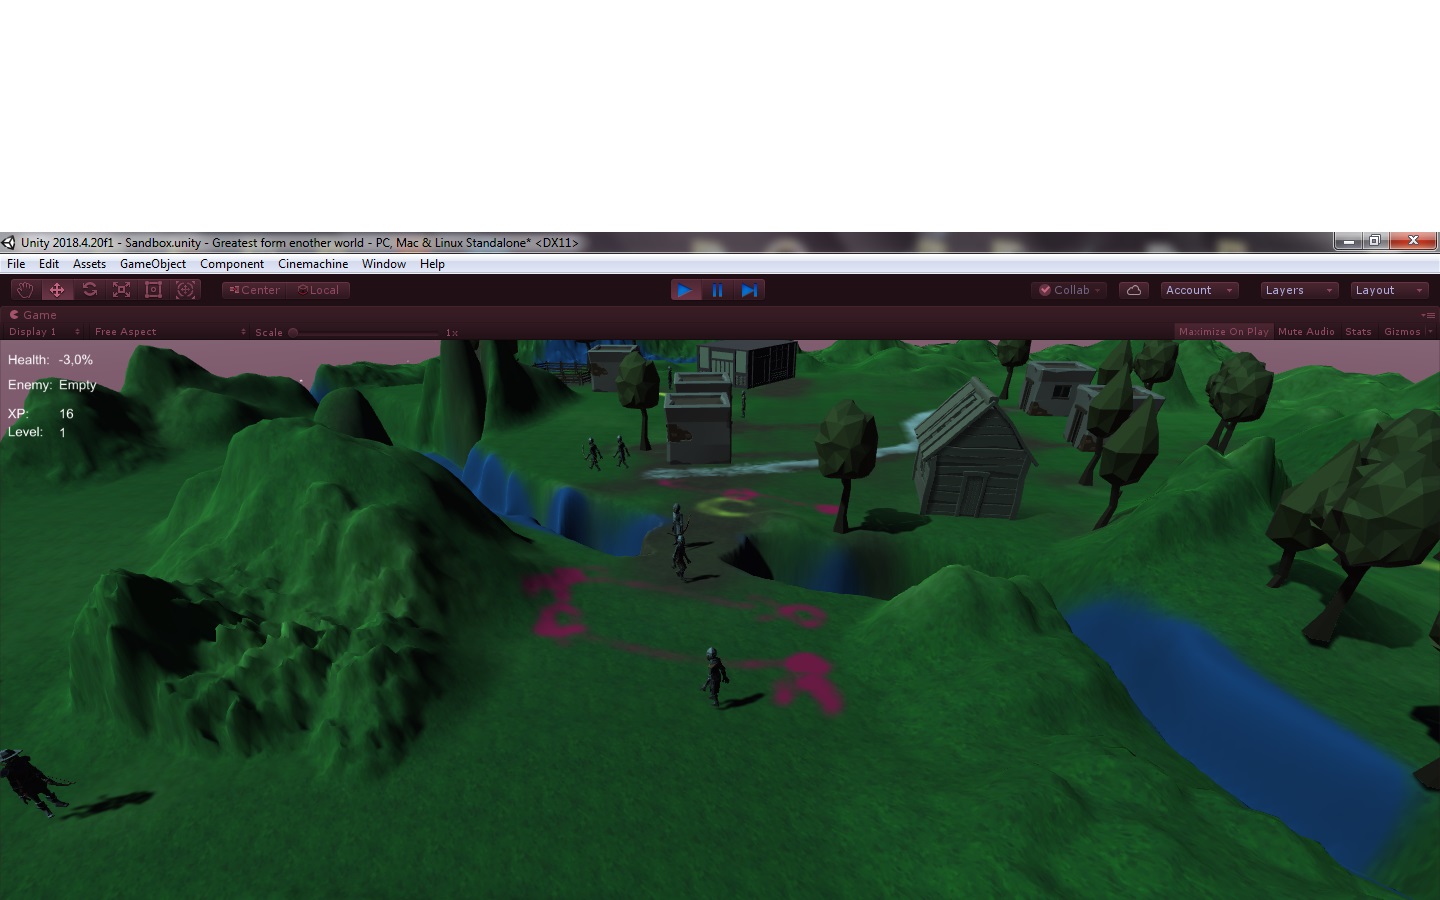 Unity 2018.4.20f1 - Sandbox.unity - Greatest form enother world - PC, Mac & Linux Standalone* <DX11>
File Edit Assets GameObject Component Cinemachine Window Help
Center Local Collab Account Layers Layout
Game
Display 1 Free Aspect Scale 1x Maximize On Play Mute Audio Stats Gizmos
Health: -3,0%
Enemy: Empty
XP: 16
Level: 1